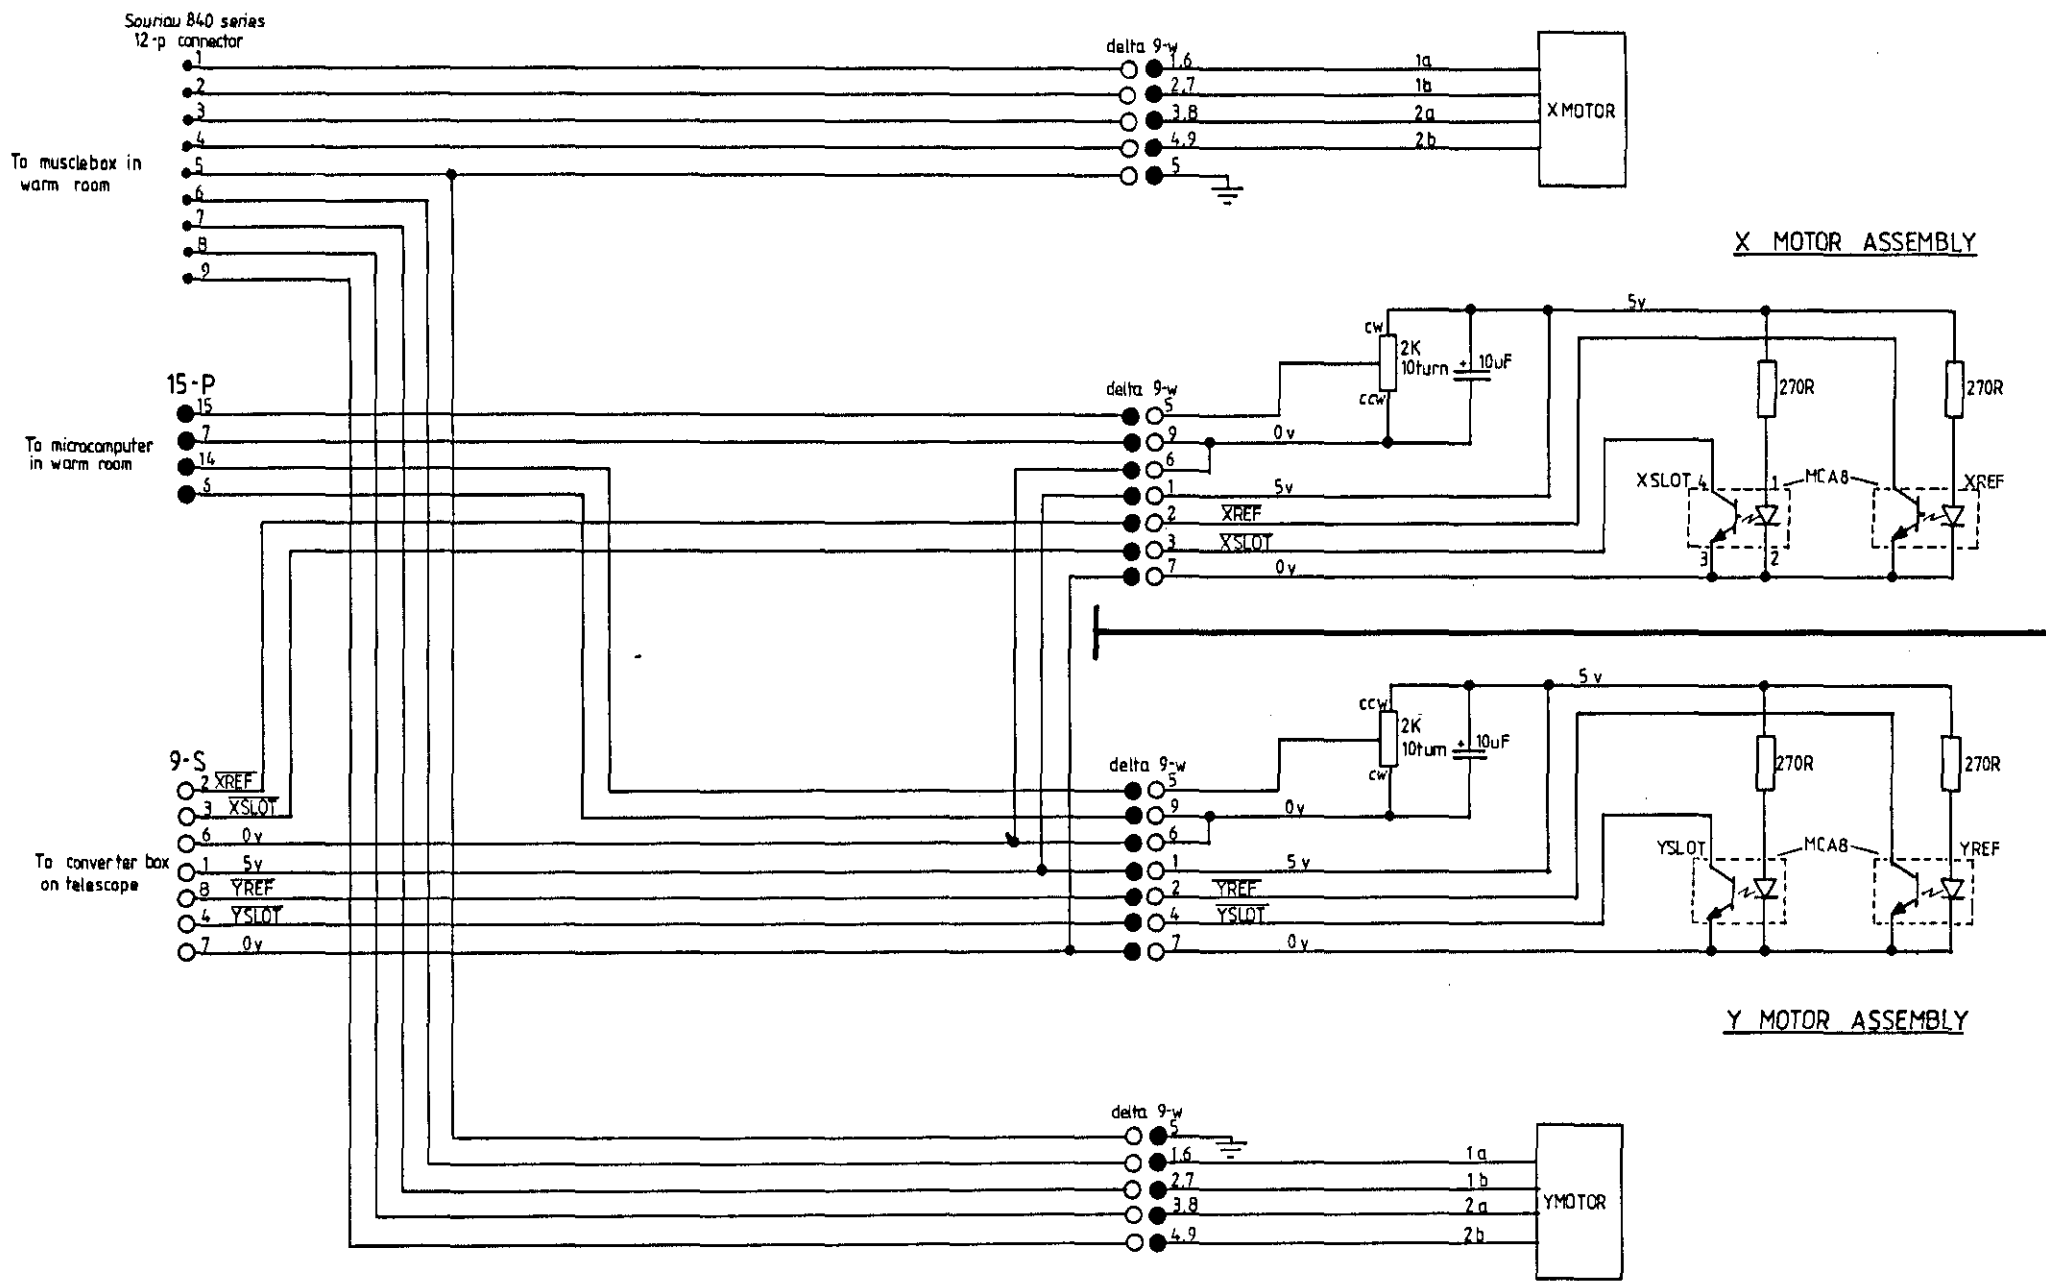 Souriau 840 series
12-p connector
1
2
3
4
5
6
7
8
9
To musclebox in
warm room
delta 9-w
1.6
2.7
3.8
4.9
5
1a
1b
2a
2b
X MOTOR
X MOTOR ASSEMBLY
15-P
15
7
14
To microcomputer
in warm room
delta 9-w
5
9
6
1
2
3
7
0v
5v
XREF
XSLOT
0v
cw
2K
10turn
ccw
+ 10uF
5v
270R
270R
XSLOT 4
1
MCA8
XREF
3
2
9-S
2 XREF
3 XSLOT
6 0v
1 5v
8 YREF
4 YSLOT
7 0v
To converter box
on telescope
delta 9-w
5
9
6
1
2
4
7
0v
5v
YREF
YSLOT
0v
ccw
2K
10turn
cw
+ 10uF
5v
270R
270R
YSLOT
MCA8
YREF
Y MOTOR ASSEMBLY
delta 9-w
5
1.6
2.7
3.8
4.9
1a
1b
2a
2b
YMOTOR